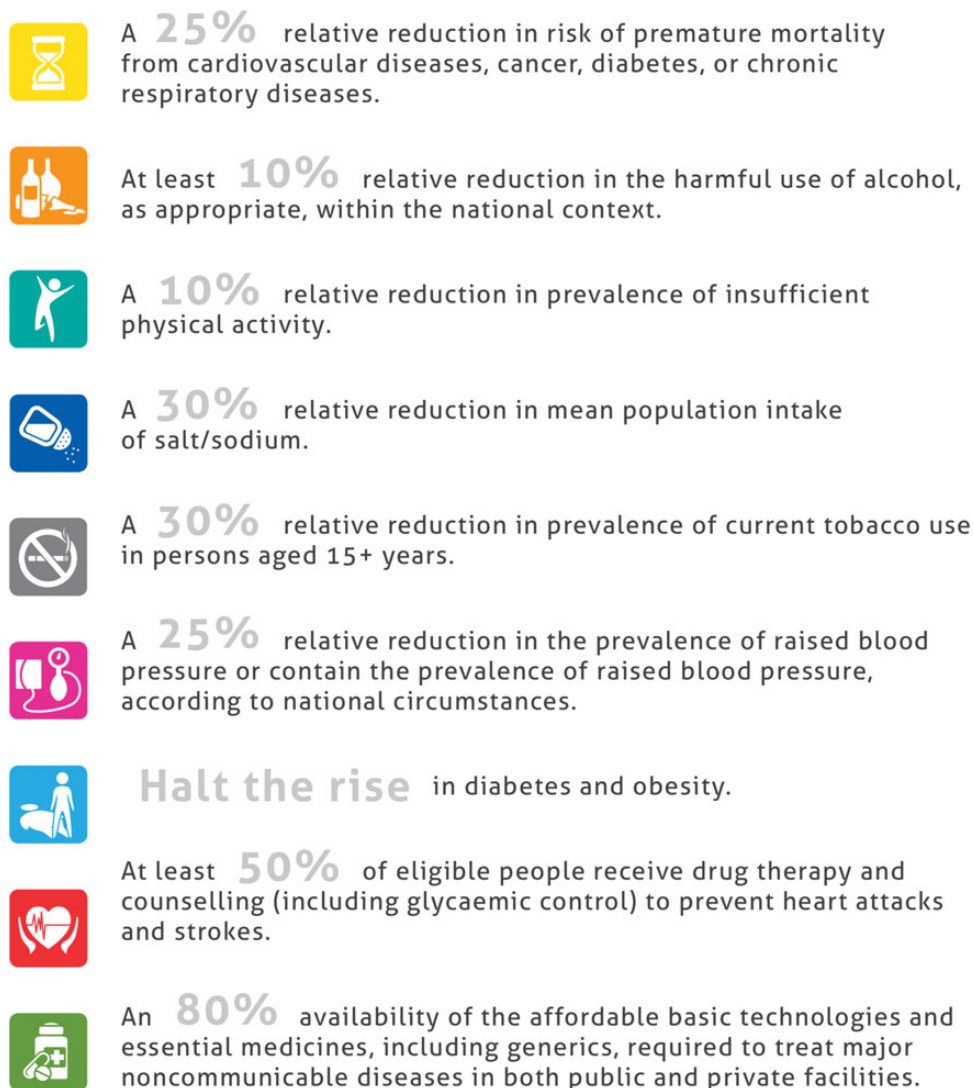 A 25% relative reduction in risk of premature mortality
from cardiovascular diseases, cancer, diabetes, or chronic
respiratory diseases.
At least 10% relative reduction in the harmful use of alcohol,
as appropriate, within the national context.
A 10% relative reduction in prevalence of insufficient
physical activity.
A 30% relative reduction in mean population intake
of salt/sodium.
A 30% relative reduction in prevalence of current tobacco use
in persons aged 15+ years.
A 25% relative reduction in the prevalence of raised blood
pressure or contain the prevalence of raised blood pressure,
according to national circumstances.
Halt the rise in diabetes and obesity.
At least 50% of eligible people receive drug therapy and
counselling (including glycaemic control) to prevent heart attacks
and strokes.
An 80% availability of the affordable basic technologies and
essential medicines, including generics, required to treat major
noncommunicable diseases in both public and private facilities.